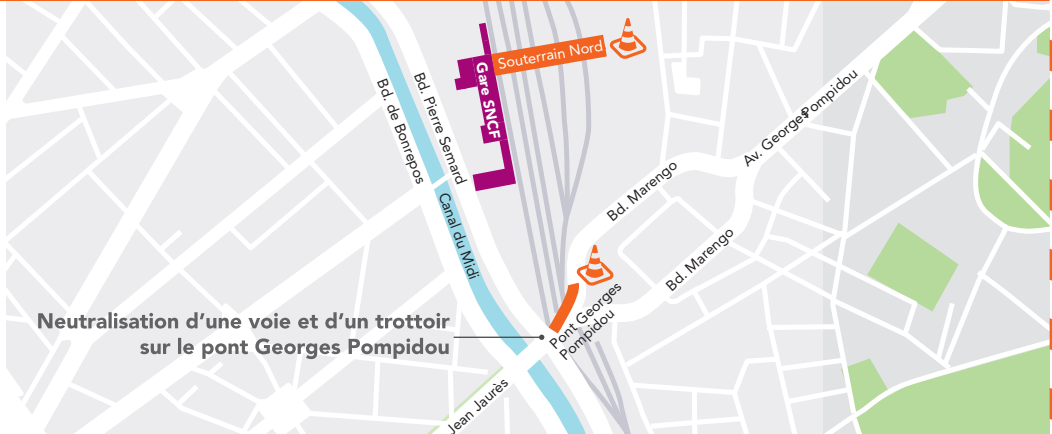 Souterrain Nord
Gare SNCF
Bd. Pierre Semard
Bd. de Bonrepos
Av. Georges Pompidou
Bd. Marengo
Canal du Midi
Bd. Marengo
Neutralisation d’une voie et d’un trottoir
sur le pont Georges Pompidou
Pont Georges
Pompidou
Jean Jaurès